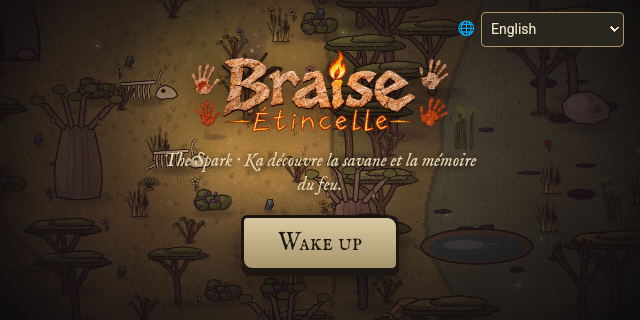 English
Braise
Etincelle
The Spark · Ka découvre la savane et la mémoire
du feu.
Wake up